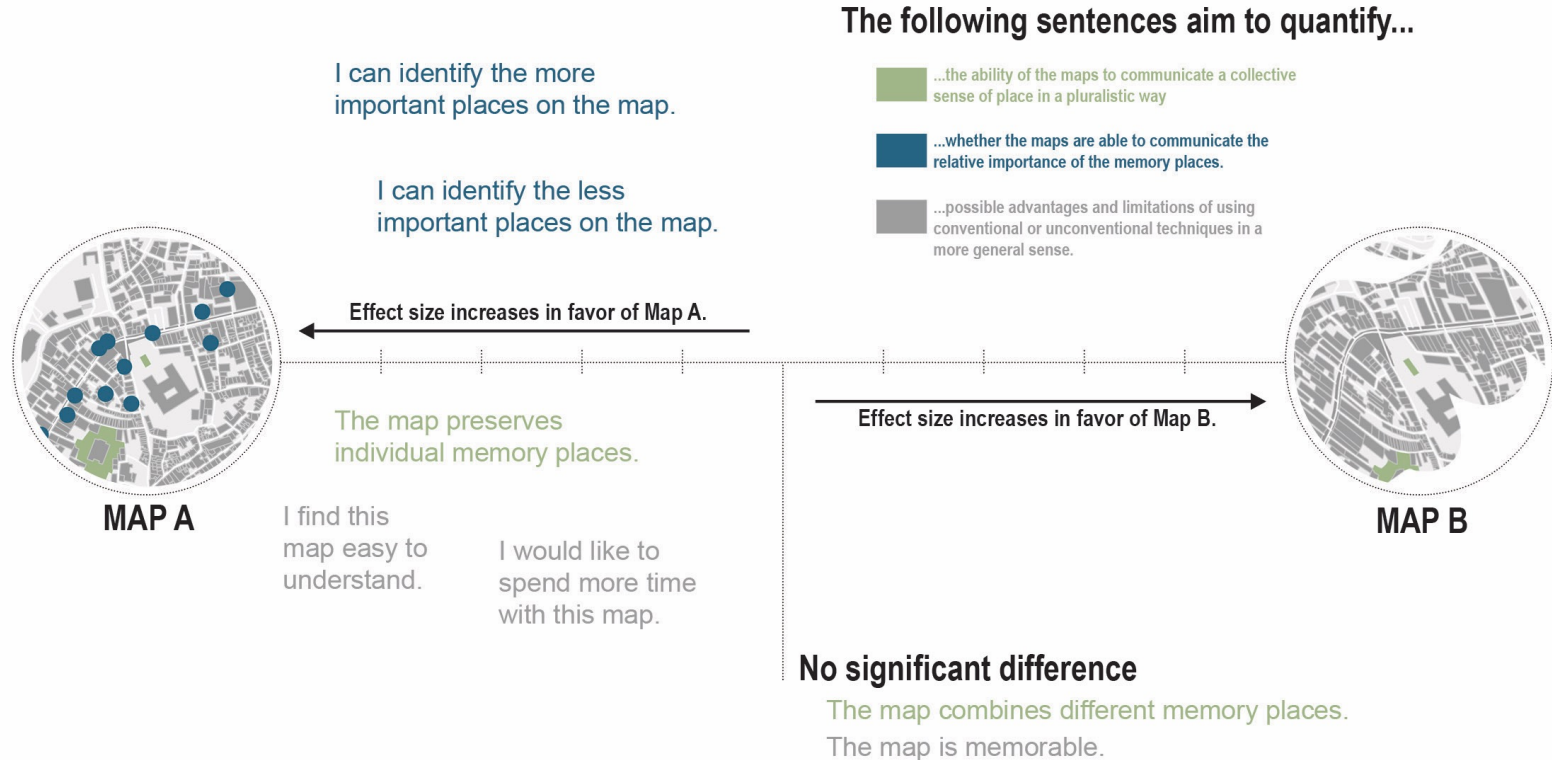 The following sentences aim to quantify...
...the ability of the maps to communicate a collective
sense of place in a pluralistic way
...whether the maps are able to communicate the
relative importance of the memory places.
...possible advantages and limitations of using
conventional or unconventional techniques in a
more general sense.
I can identify the more
important places on the map.
I can identify the less
important places on the map.
Effect size increases in favor of Map A.
Effect size increases in favor of Map B.
MAP A
MAP B
The map preserves
individual memory places.
I find this
map easy to
understand.
I would like to
spend more time
with this map.
No significant difference
The map combines different memory places.
The map is memorable.